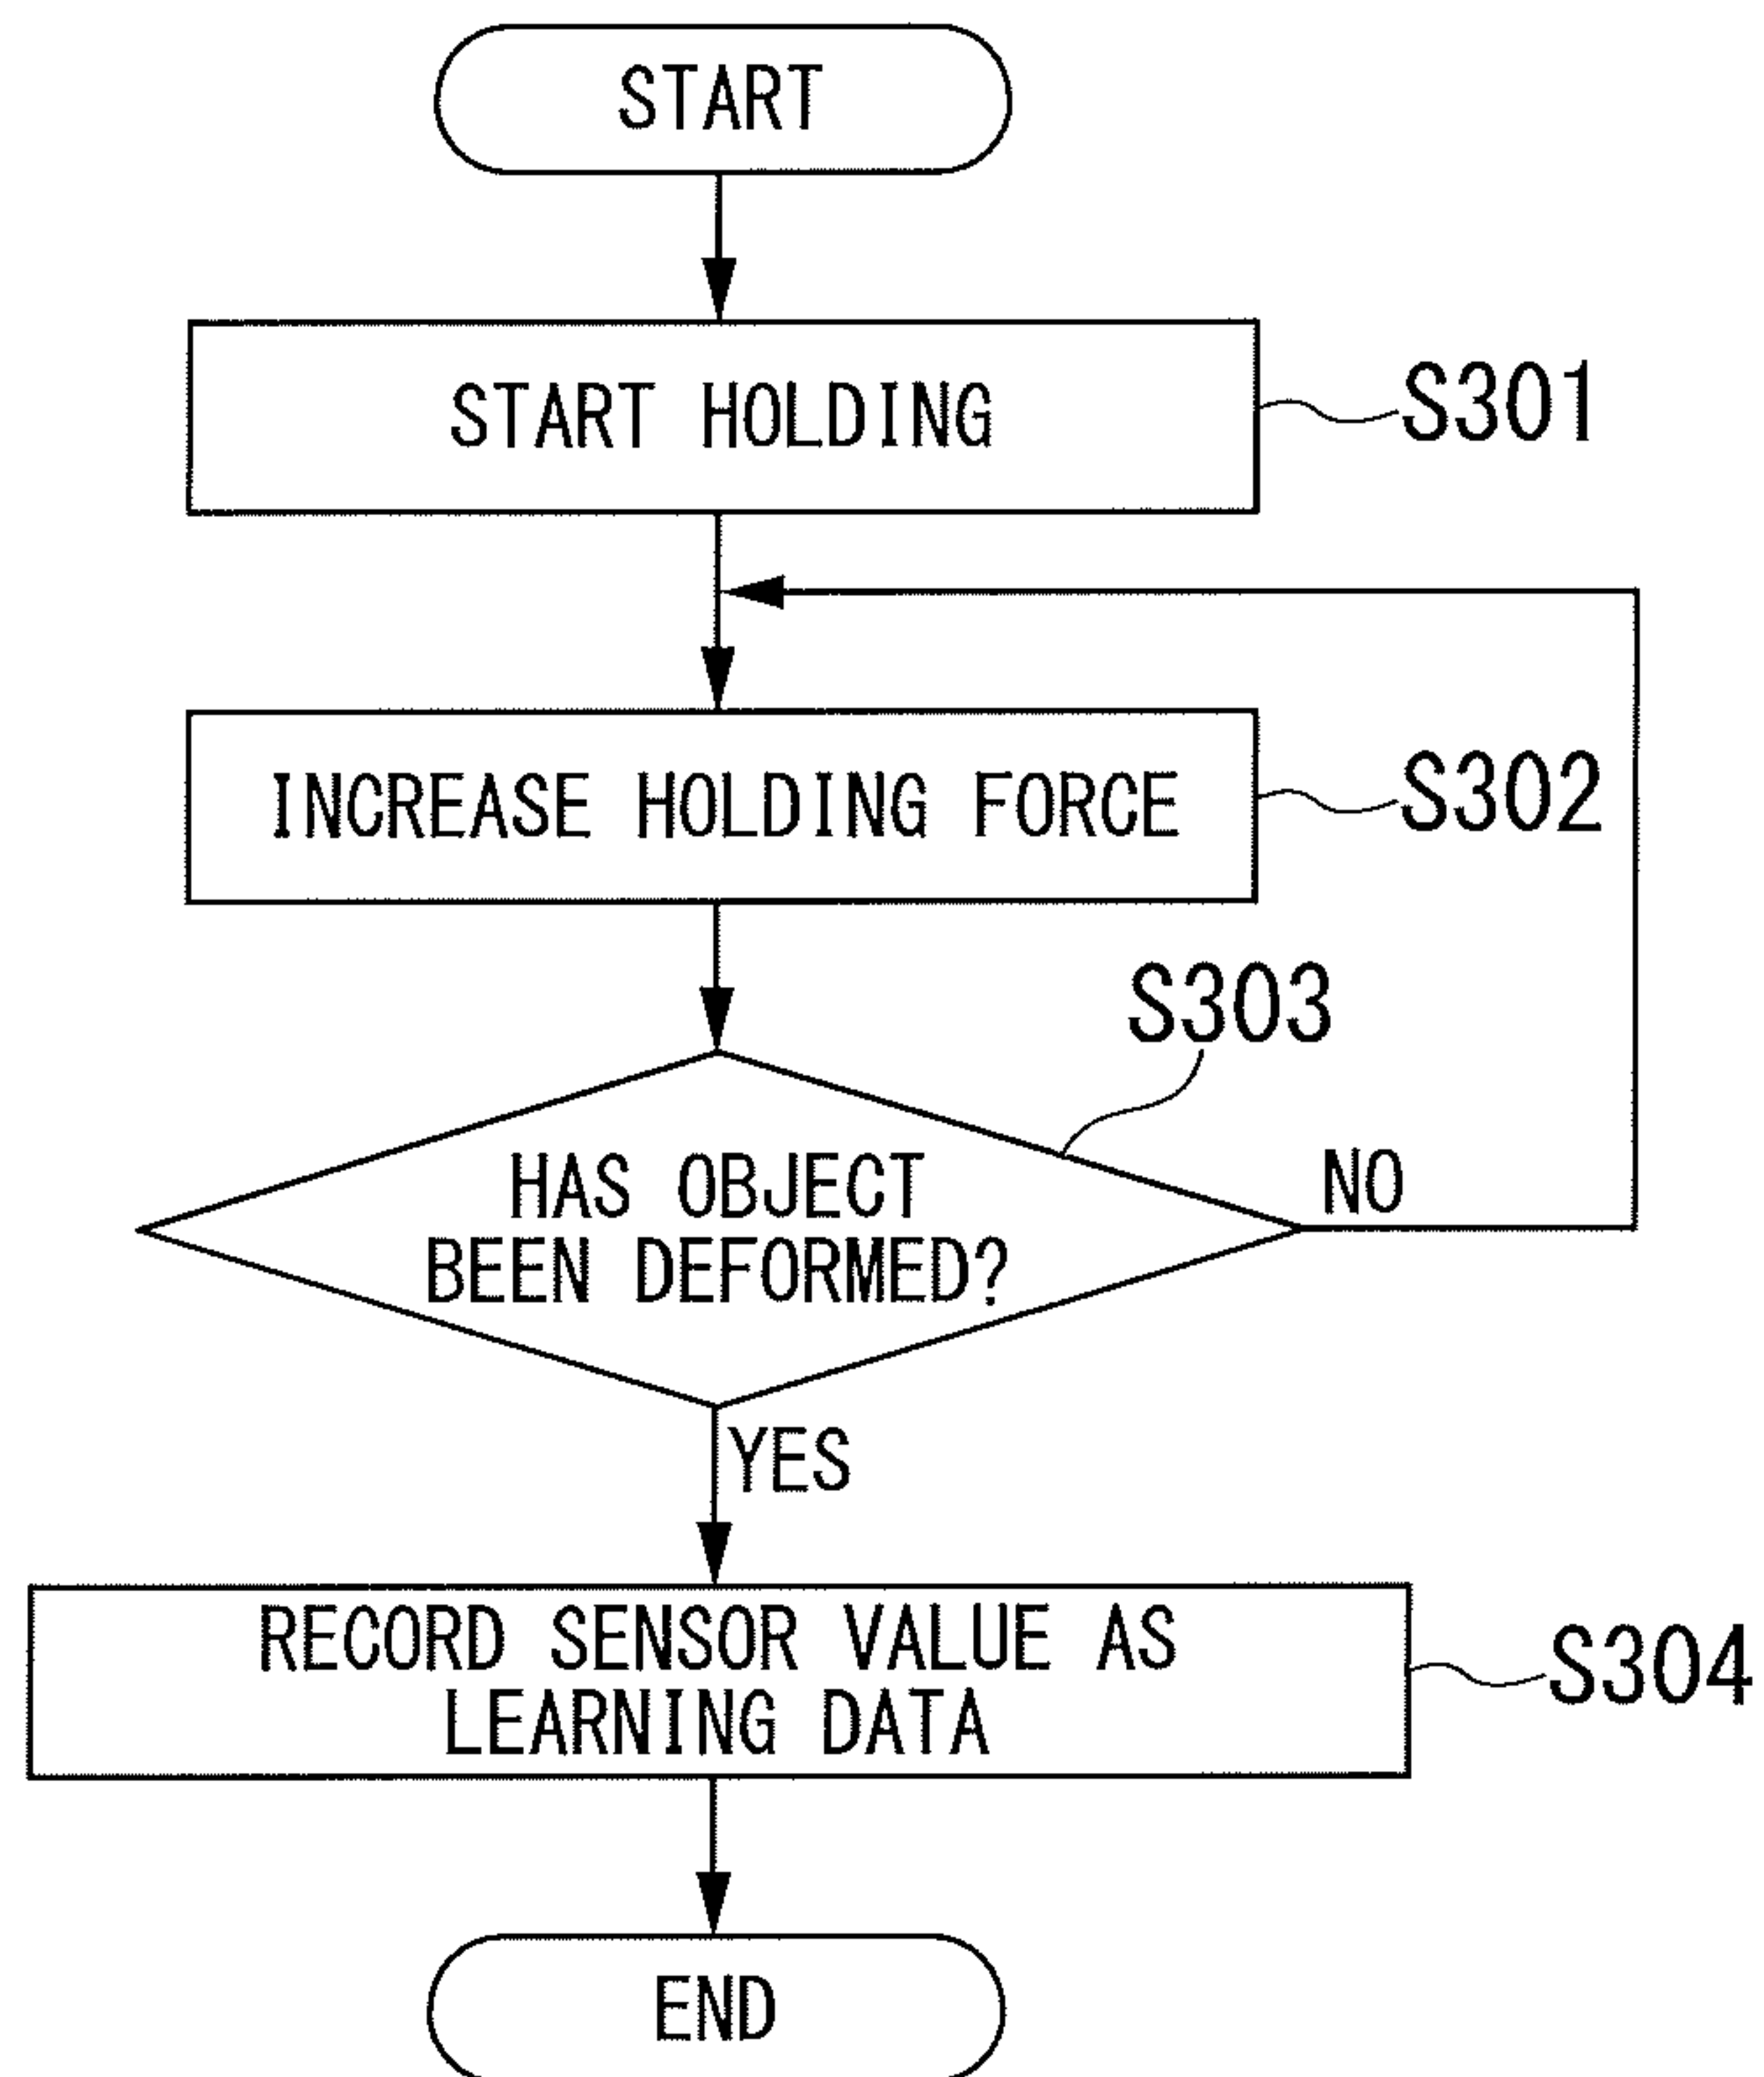 START
START HOLDING
S301
INCREASE HOLDING FORCE
S302
S303
HAS OBJECT
BEEN DEFORMED?
NO
YES
RECORD SENSOR VALUE AS
LEARNING DATA
S304
END